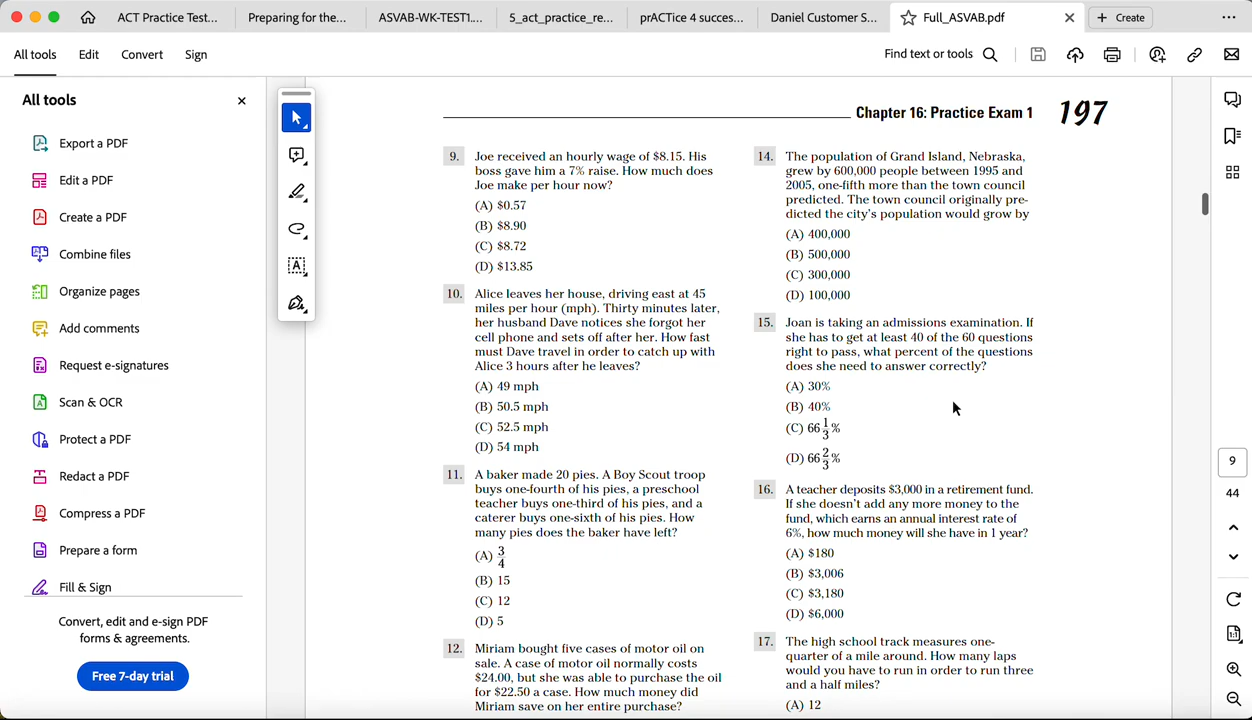 ACT Practice Test...
Preparing for the...
ASVAB-WK-TEST1....
5_act_practice_re...
prACTice 4 succes...
Daniel Customer S...
Full_ASVAB.pdf
Create
All tools
Edit
Convert
Sign
Find text or tools
All tools
Export a PDF
Edit a PDF
Create a PDF
Combine files
Organize pages
Add comments
Request e-signatures
Scan & OCR
Protect a PDF
Redact a PDF
Compress a PDF
Prepare a form
Fill & Sign
Convert, edit and e-sign PDF
forms & agreements.
Free 7-day trial
Chapter 16: Practice Exam 1 197
9. Joe received an hourly wage of $8.15. His
boss gave him a 7% raise. How much does
Joe make per hour now?
(A) $0.57
(B) $8.90
(C) $8.72
(D) $13.85
10. Alice leaves her house, driving east at 45
miles per hour (mph). Thirty minutes later,
her husband Dave notices she forgot her
cell phone and sets off after her. How fast
must Dave travel in order to catch up with
Alice 3 hours after he leaves?
(A) 49 mph
(B) 50.5 mph
(C) 52.5 mph
(D) 54 mph
11. A baker made 20 pies. A Boy Scout troop
buys one-fourth of his pies, a preschool
teacher buys one-third of his pies, and a
caterer buys one-sixth of his pies. How
many pies does the baker have left?
(A) 3/4
(B) 15
(C) 12
(D) 5
12. Miriam bought five cases of motor oil on
sale. A case of motor oil normally costs
$24.00, but she was able to purchase the oil
for $22.50 a case. How much money did
Miriam save on her entire purchase?
14. The population of Grand Island, Nebraska,
grew by 600,000 people between 1995 and
2005, one-fifth more than the town council
predicted. The town council originally pre-
dicted the city's population would grow by
(A) 400,000
(B) 500,000
(C) 300,000
(D) 100,000
15. Joan is taking an admissions examination. If
she has to get at least 40 of the 60 questions
right to pass, what percent of the questions
does she need to answer correctly?
(A) 30%
(B) 40%
(C) 66 1/3 %
(D) 66 2/3 %
16. A teacher deposits $3,000 in a retirement fund.
If she doesn't add any more money to the
fund, which earns an annual interest rate of
6%, how much money will she have in 1 year?
(A) $180
(B) $3,006
(C) $3,180
(D) $6,000
17. The high school track measures one-
quarter of a mile around. How many laps
would you have to run in order to run three
and a half miles?
(A) 12
9
44
1:1